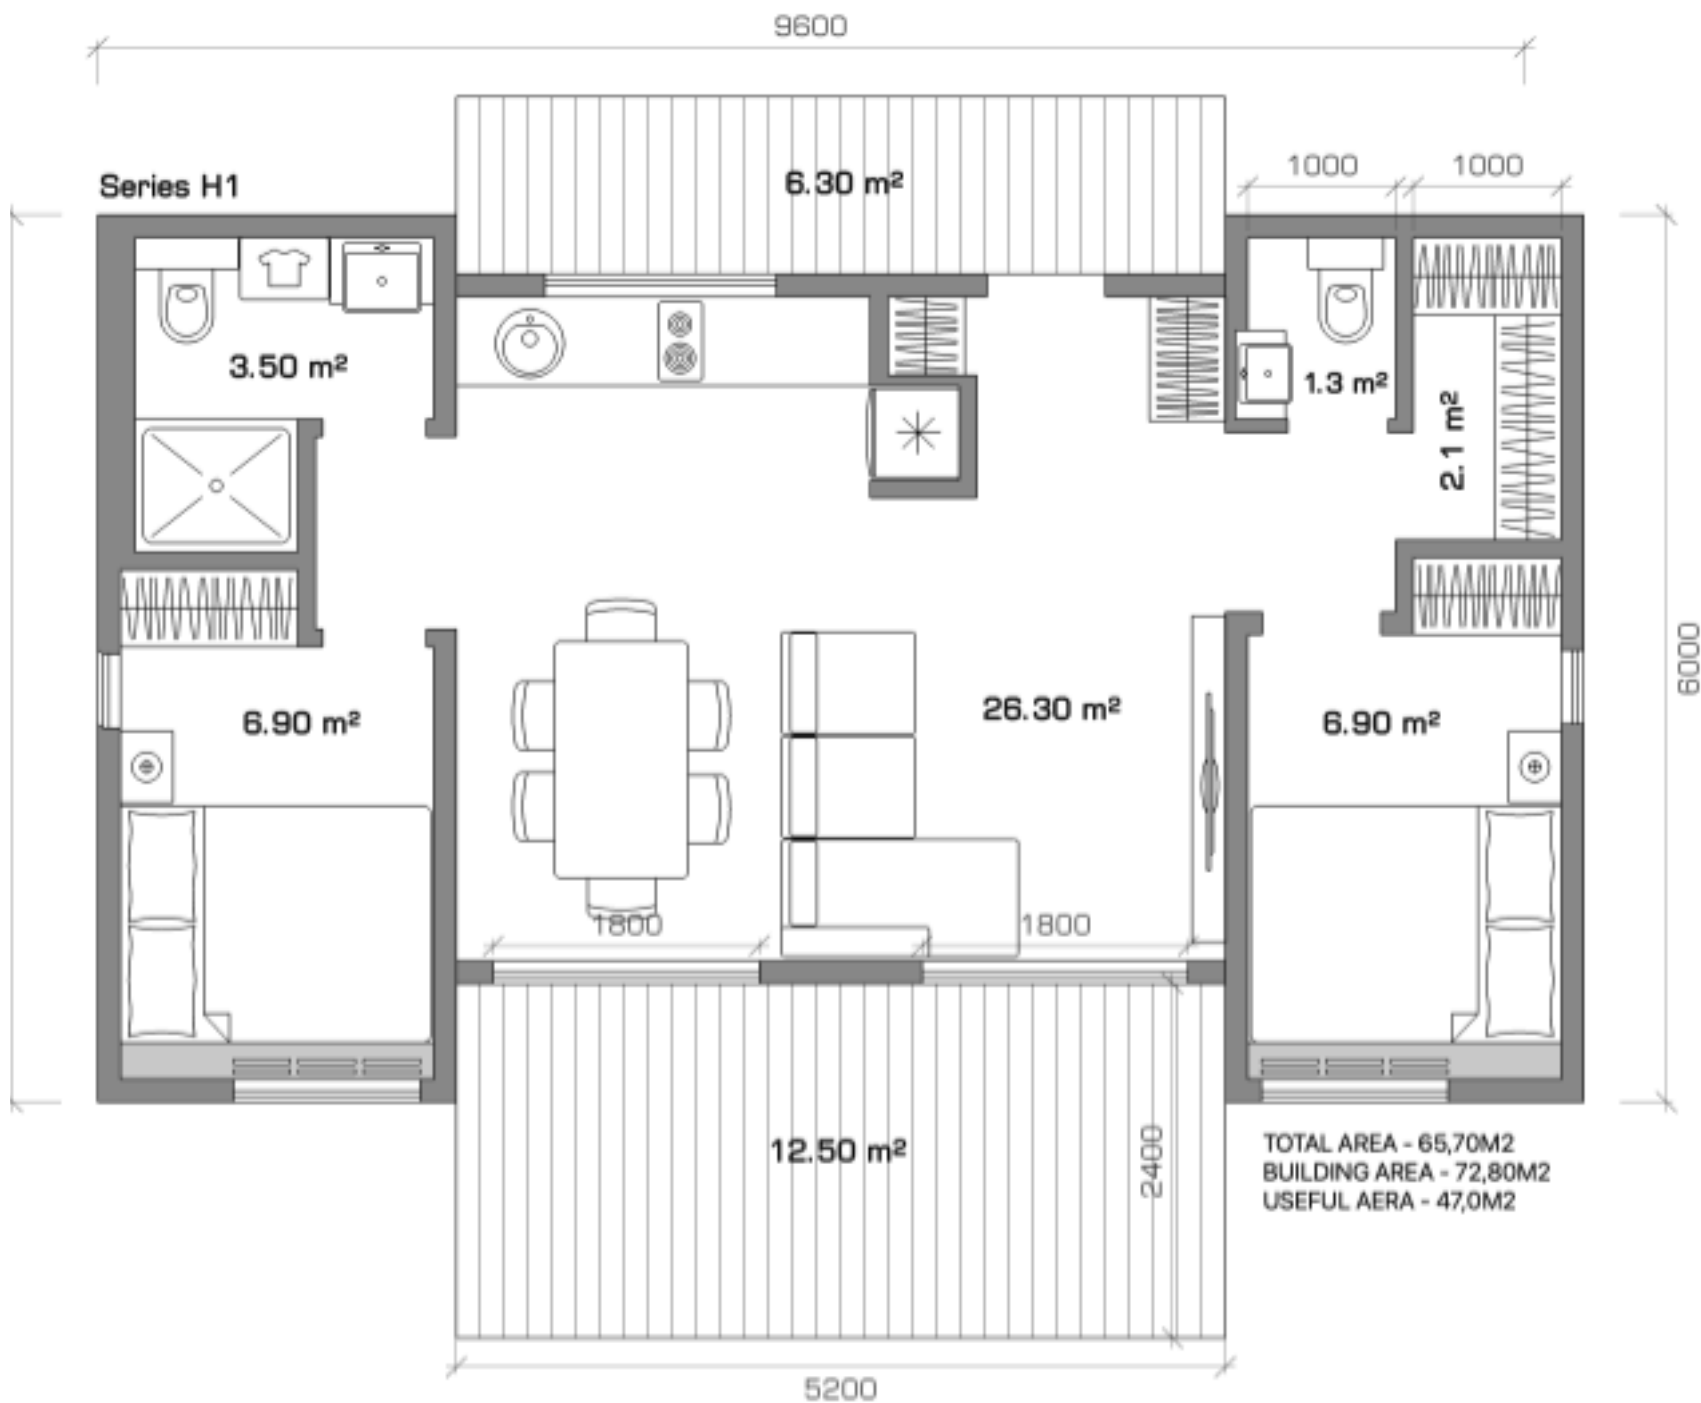 9600
Series H1
6.30 m²
1000
1000
3.50 m²
1.3 m²
2.1 m²
6000
6.90 m²
26.30 m²
6.90 m²
1800
1800
12.50 m²
2400
TOTAL AREA - 65,70M2
BUILDING AREA - 72,80M2
USEFUL AERA - 47,0M2
5200